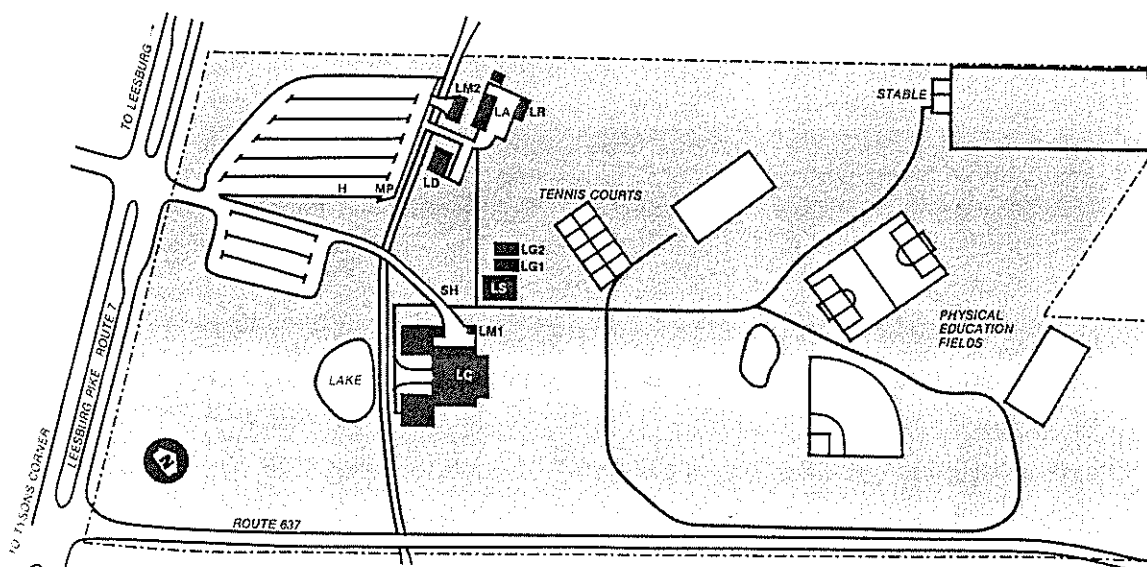 TO LEESBURG
LM2
LA
LR
STABLE
H
MP
LD
TENNIS COURTS
LG2
LG1
LS
SH
LM1
LC
LAKE
PHYSICAL
EDUCATION
FIELDS
LEESBURG PIKE ROUTE 7
N
TO TYSONS CORNER
ROUTE 637